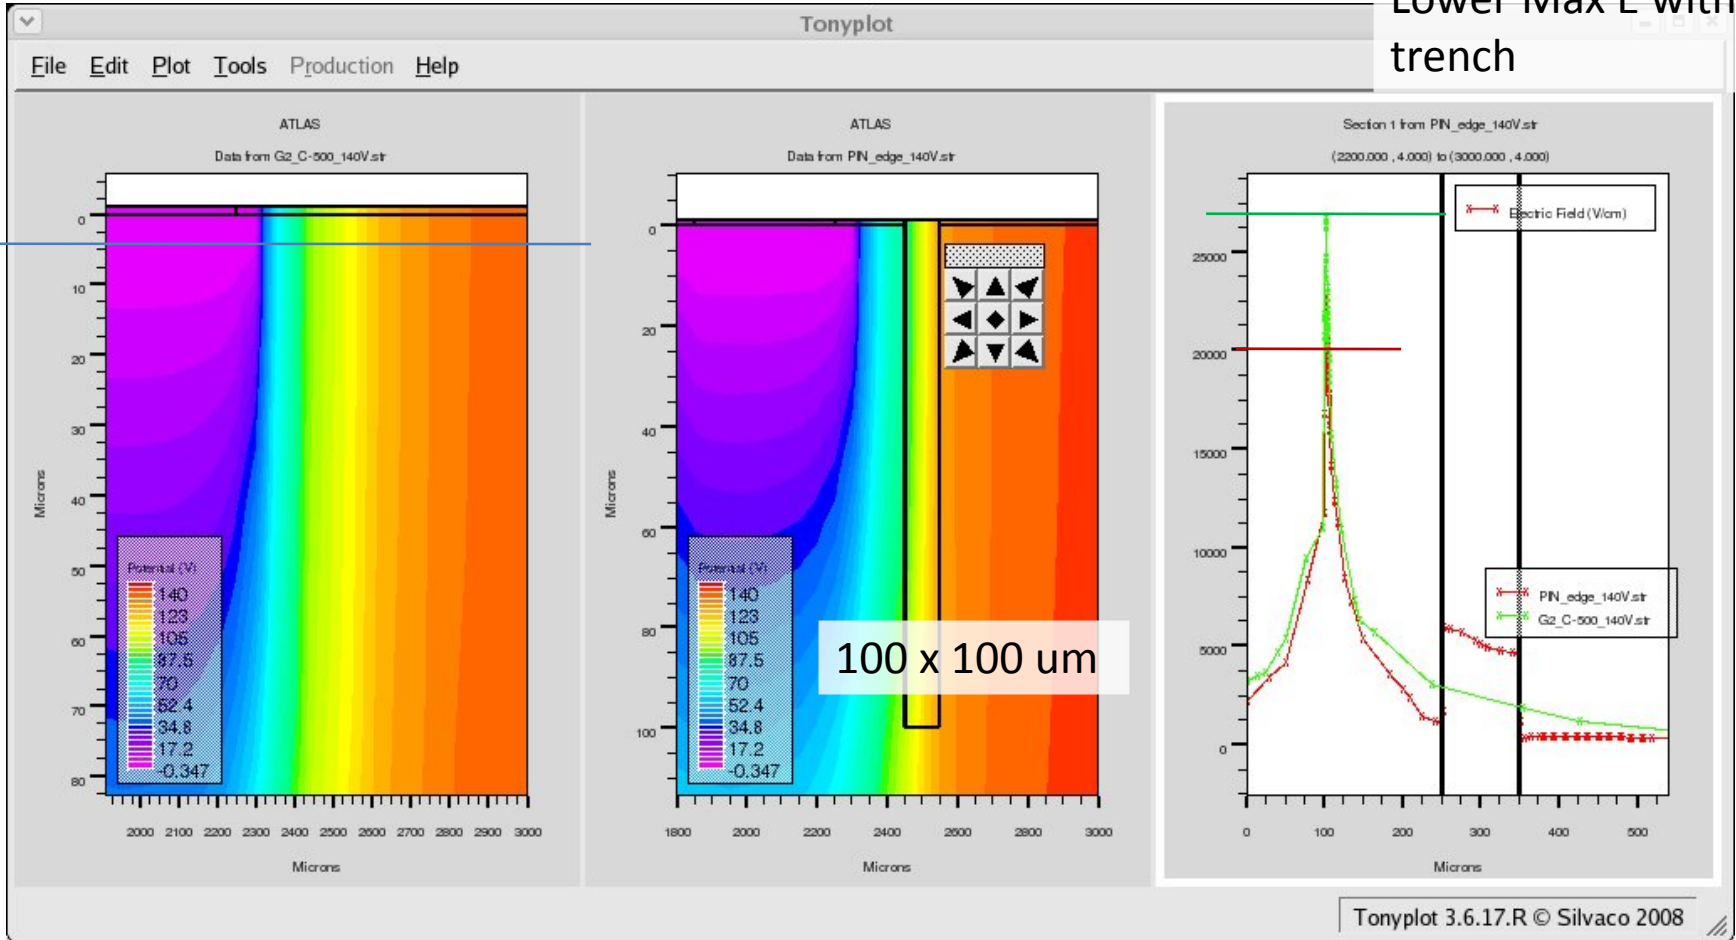 Lower Max E with
trench
Tonyplot
File Edit Plot Tools Production Help
ATLAS
Data from G2_C-500_140V.str
0
10
20
30
40
50
60
70
80
Microns
Potential (V)
140
123
105
87.5
70
52.4
34.8
17.2
-0.347
2000 2100 2200 2300 2400 2500 2600 2700 2800 2900 3000
Microns
ATLAS
Data from PIN_edge_140V.str
0
20
40
60
80
100
Microns
Potential (V)
140
123
105
87.5
70
52.4
34.8
17.2
-0.347
100 x 100 um
1800 2000 2200 2400 2600 2800 3000
Microns
Section 1 from PIN_edge_140V.str
(2200.000 , 4.000) to (3000.000 , 4.000)
Electric Field (V/cm)
25000
20000
15000
10000
5000
0
PIN_edge_140V.str
G2_C-500_140V.str
0 100 200 300 400 500
Microns
Tonyplot 3.6.17.R © Silvaco 2008